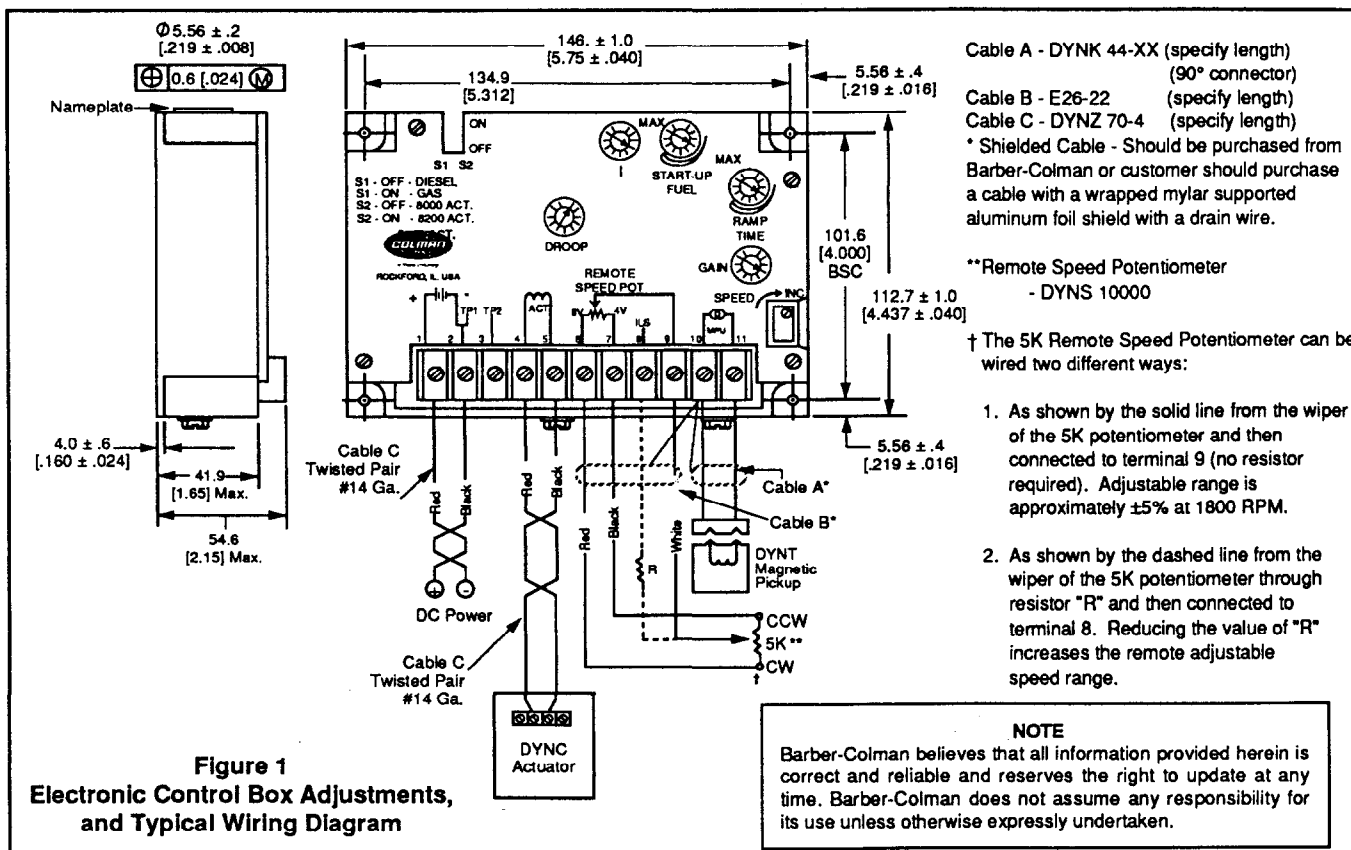 Ø5.56 ± .2
[.219 ± .008]
0.6 [.024] M
Nameplate
4.0 ± .6
[.160 ± .024]
41.9
[1.65] Max.
54.6
[2.15] Max.
146. ± 1.0
[5.75 ± .040]
134.9
[5.312]
5.56 ± .4
[.219 ± .016]
ON
OFF
S1 S2
S1 - OFF - DIESEL
S1 - ON - GAS
S2 - OFF - 8000 ACT.
S2 - ON - 8200 ACT.
ACT.
COLMAN
ROCKFORD, IL. USA
I
MAX
START-UP
FUEL
MAX
RAMP
TIME
DROOP
GAIN
SPEED
INC
REMOTE
SPEED POT
+ -
TP1 TP2
ACT
8V 4V
ILS
MPU
1 2 3 4 5 6 7 8 9 10 11
101.6
[4.000]
BSC
112.7 ± 1.0
[4.437 ± .040]
5.56 ± .4
[.219 ± .016]
Cable C
Twisted Pair
#14 Ga.
Red
Black
Red
Black
Red
Black
White
R
+ -
DC Power
Cable C
Twisted Pair
#14 Ga.
DYNC
Actuator
Cable A*
Cable B*
DYNT
Magnetic
Pickup
CCW
5K **
CW
†
Cable A - DYNK 44-XX (specify length)
(90° connector)
Cable B - E26-22 (specify length)
Cable C - DYNZ 70-4 (specify length)
* Shielded Cable - Should be purchased from
Barber-Colman or customer should purchase
a cable with a wrapped mylar supported
aluminum foil shield with a drain wire.
**Remote Speed Potentiometer
- DYNS 10000
† The 5K Remote Speed Potentiometer can be
wired two different ways:
1. As shown by the solid line from the wiper
of the 5K potentiometer and then
connected to terminal 9 (no resistor
required). Adjustable range is
approximately ±5% at 1800 RPM.
2. As shown by the dashed line from the
wiper of the 5K potentiometer through
resistor "R" and then connected to
terminal 8. Reducing the value of "R"
increases the remote adjustable
speed range.
NOTE
Barber-Colman believes that all information provided herein is
correct and reliable and reserves the right to update at any
time. Barber-Colman does not assume any responsibility for
its use unless otherwise expressly undertaken.
Figure 1
Electronic Control Box Adjustments,
and Typical Wiring Diagram